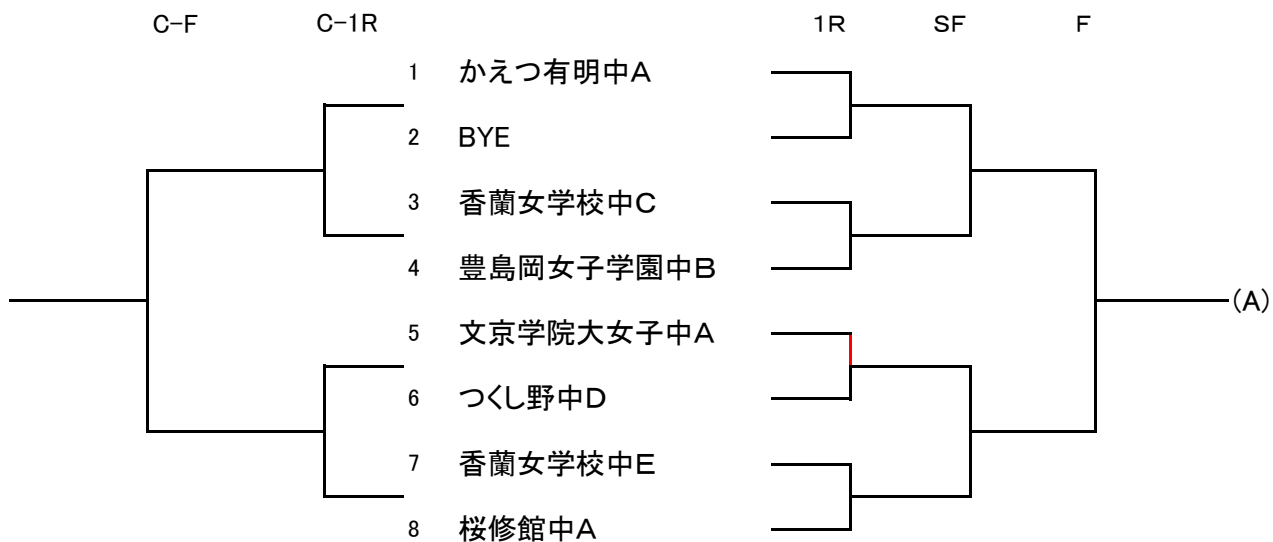 C-F C-1R 1R SF F
1 かえつ有明中A
2 BYE
3 香蘭女学校中C
4 豊島岡女子学園中B
(A)
5 文京学院大女子中A
6 つくし野中D
7 香蘭女学校中E
8 桜修館中A